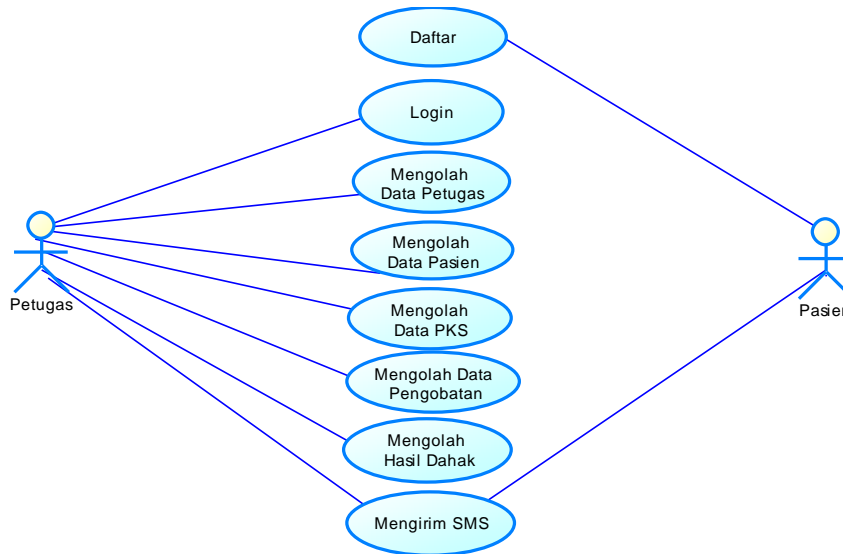 Daftar
Login
Mengolah
Data Petugas
Mengolah
Data Pasien
Petugas
Pasien
Mengolah
Data PKS
Mengolah Data
Pengobatan
Mengolah
Hasil Dahak
Mengirim SMS